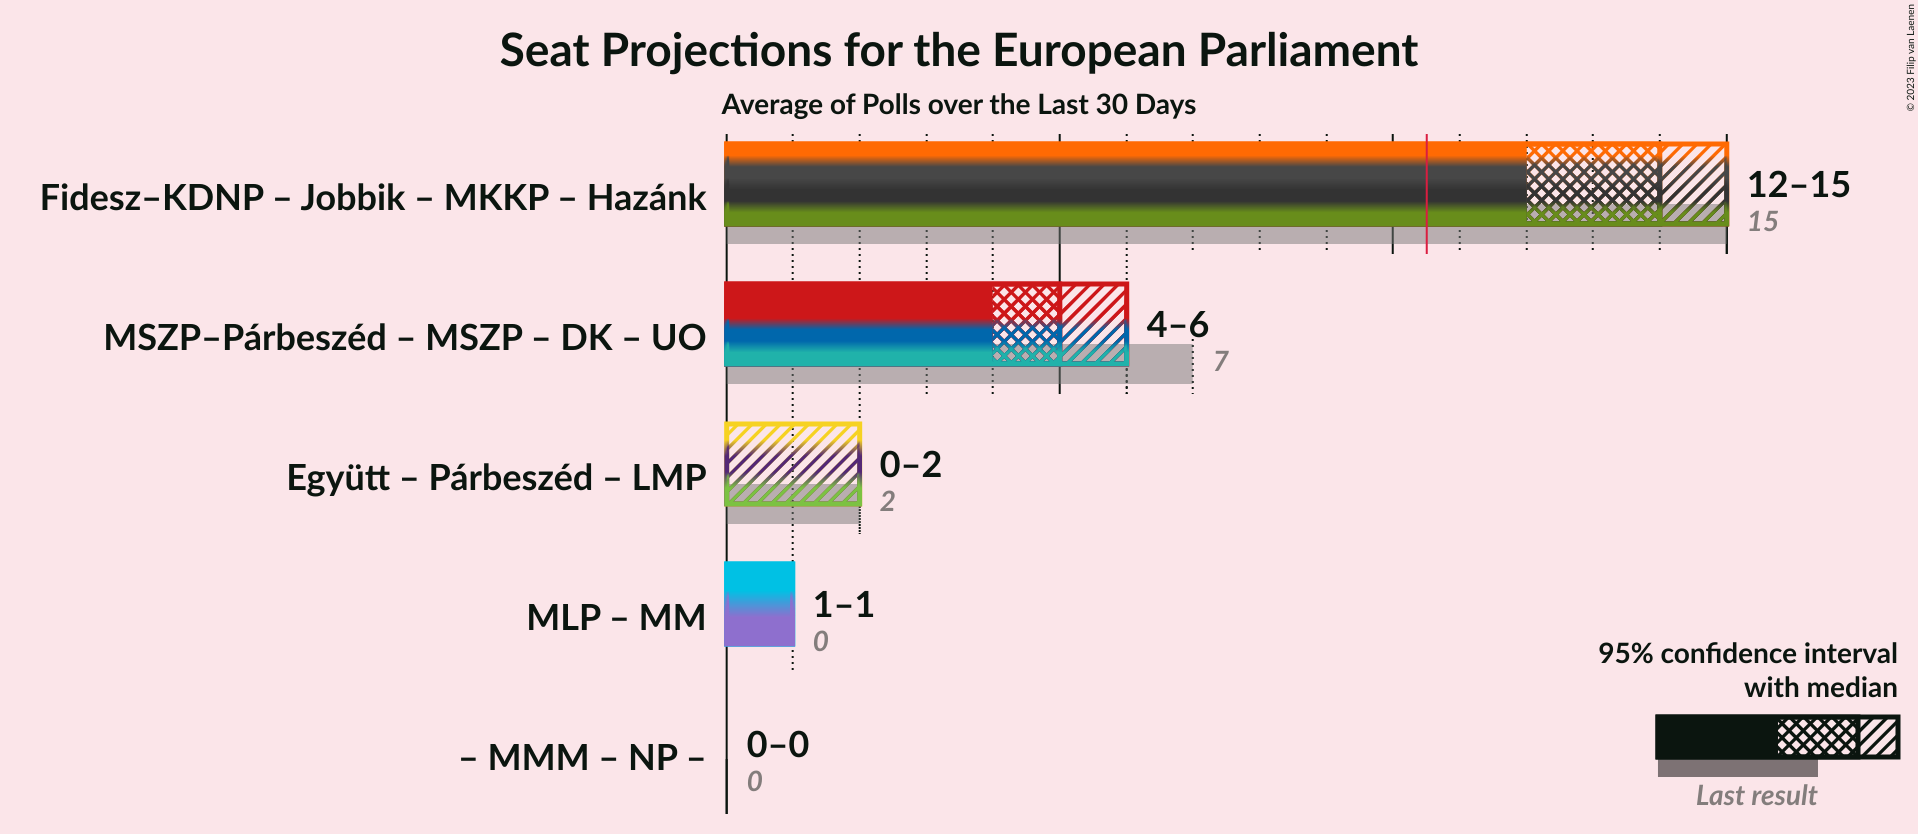 Seat Projections for the European Parliament
Average of Polls over the Last 30 Days
© 2023 Filip van Laenen
Fidesz–KDNP – Jobbik – MKKP – Hazánk
12–15
15
MSZP–Párbeszéd – MSZP – DK – UO
4–6
7
Együtt – Párbeszéd – LMP
0–2
2
MLP – MM
1–1
0
– MMM – NP –
0–0
0
95% confidence interval
with median
Last result